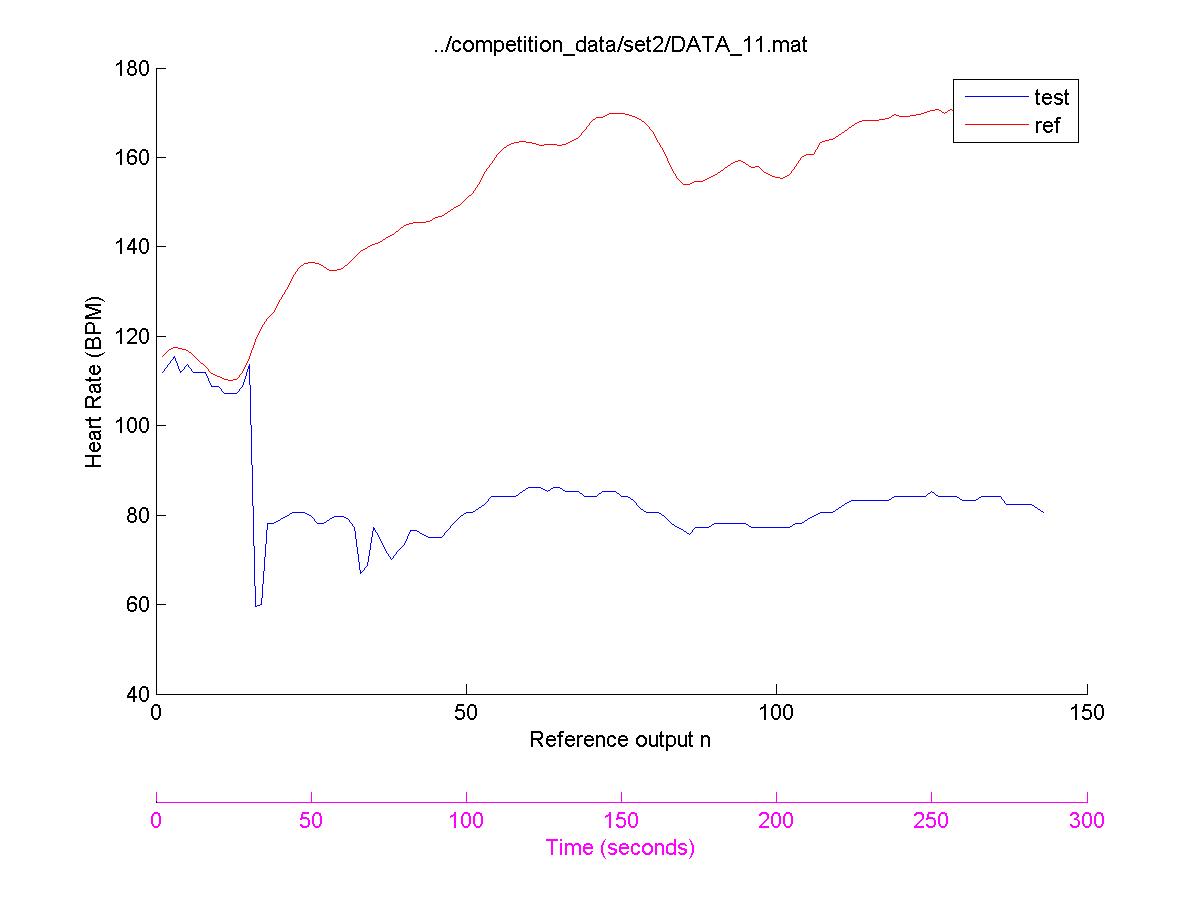 ../competition_data/set2/DATA_11.mat
180
160
140
120
100
80
60
40
Heart Rate (BPM)
test
ref
0 50 100 150
Reference output n
0 50 100 150 200 250 300
Time (seconds)